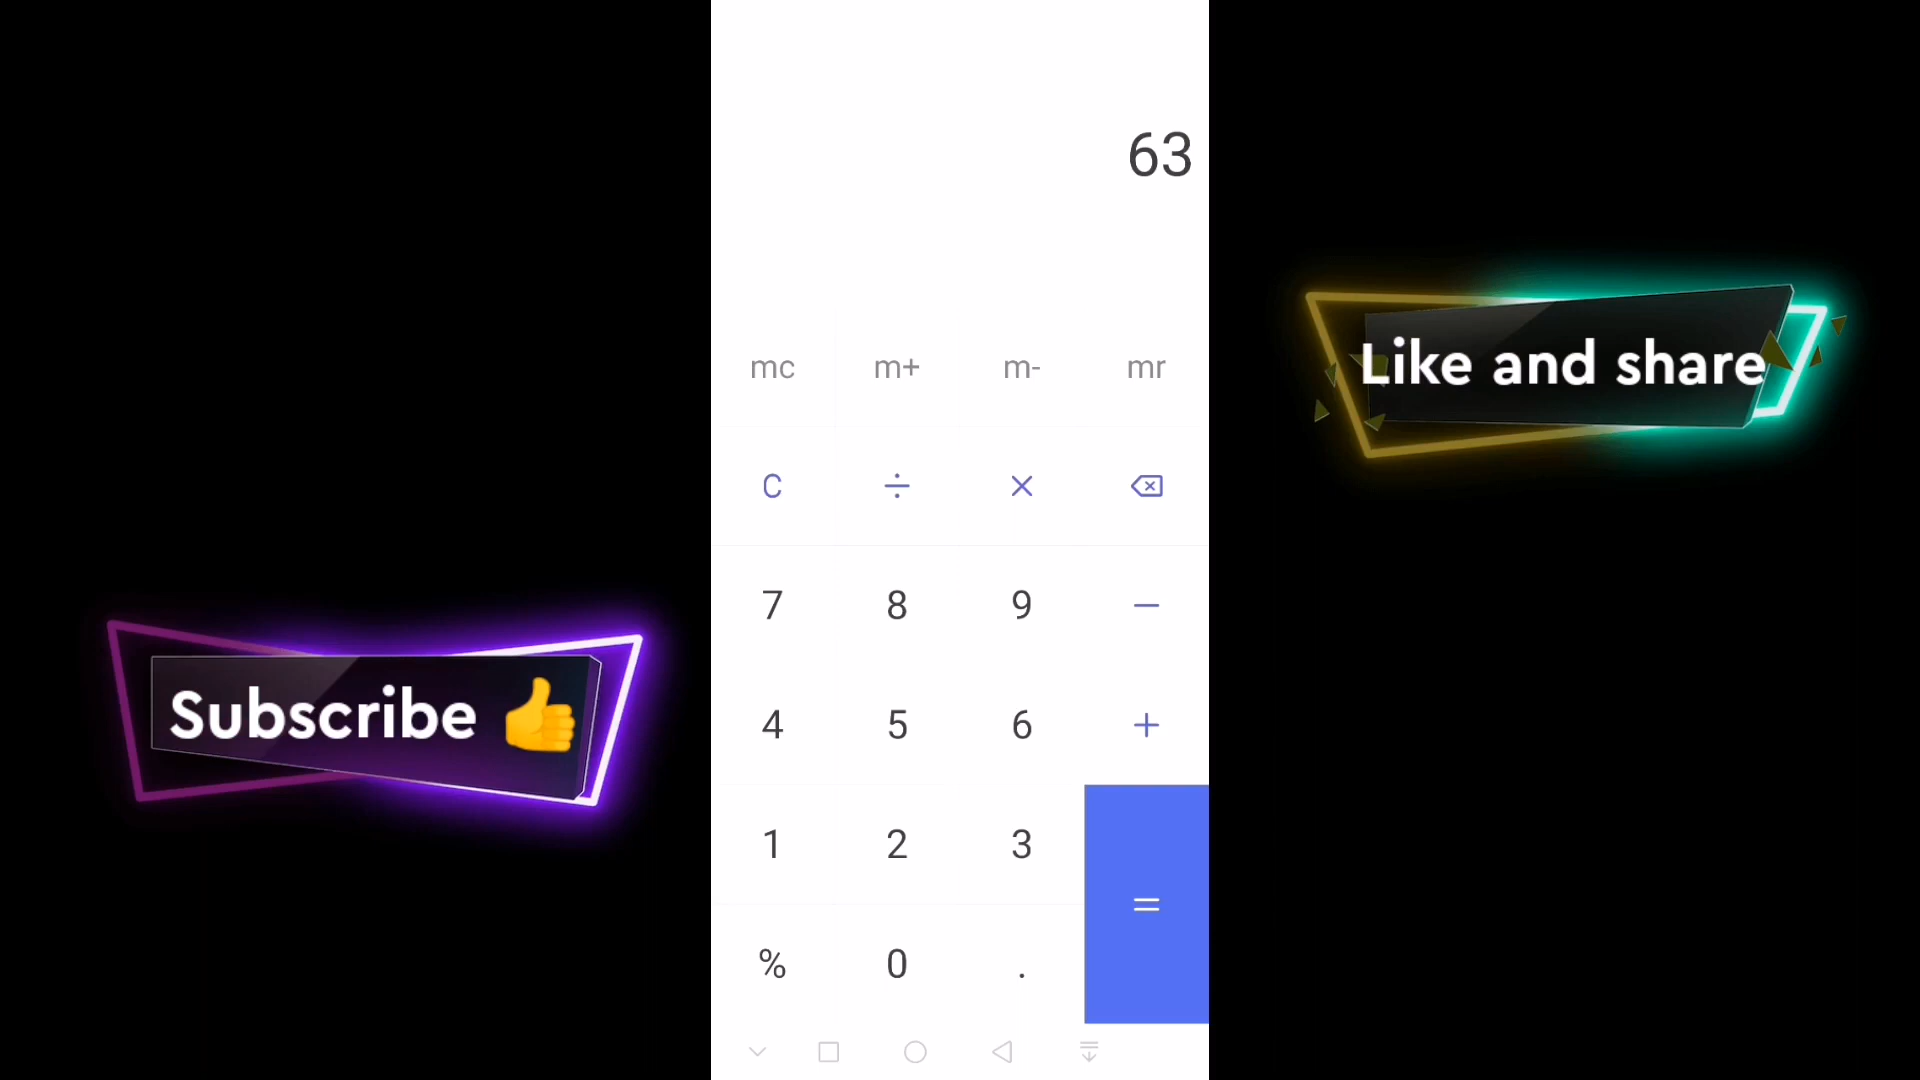 63
mc m+ m- mr
C ÷ ×
7 8 9 −
4 5 6 +
1 2 3
% 0 . =
Subscribe 👍
Like and share